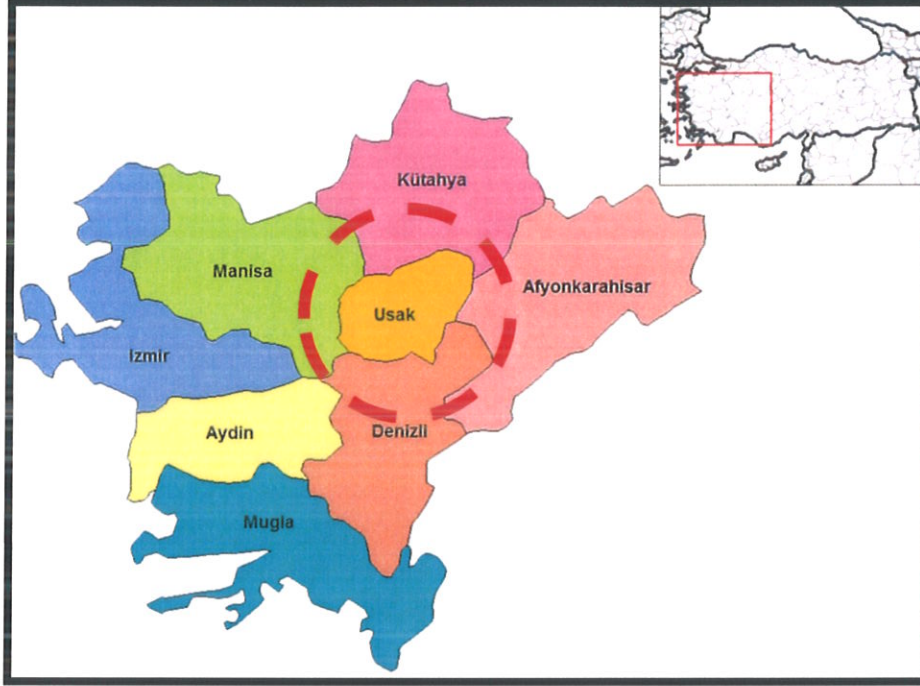 Kütahya
Manisa
Afyonkarahisar
Usak
Izmir
Aydin
Denizli
Mugla